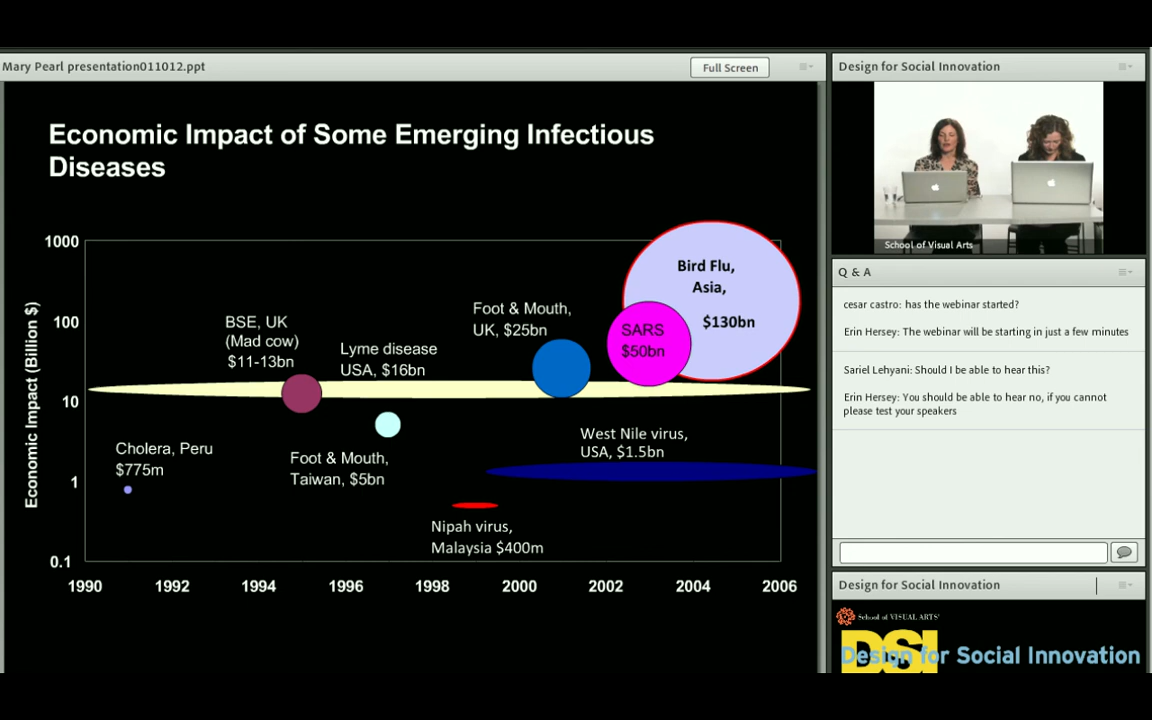 Mary Pearl presentation011012.ppt
Full Screen
Economic Impact of Some Emerging Infectious
Diseases
Economic Impact (Billion $)
1000
100
10
1
0.1
1990
1992
1994
1996
1998
2000
2002
2004
2006
Cholera, Peru
$775m
BSE, UK
(Mad cow)
$11-13bn
Lyme disease
USA, $16bn
Foot & Mouth,
Taiwan, $5bn
Foot & Mouth,
UK, $25bn
Nipah virus,
Malaysia $400m
West Nile virus,
USA, $1.5bn
SARS
$50bn
Bird Flu,
Asia,
$130bn
Design for Social Innovation
School of Visual Arts
Q & A
cesar castro: has the webinar started?
Erin Hersey: The webinar will be starting in just a few minutes
Sariel Lehyani: Should I be able to hear this?
Erin Hersey: You should be able to hear no, if you cannot
please test your speakers
Design for Social Innovation
School of VISUAL ARTS
DSI
Design for Social Innovation